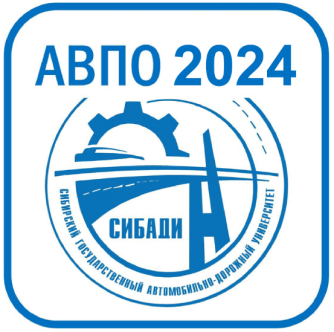 АВПО 2024
СИБАДИ
СИБИРСКИЙ ГОСУДАРСТВЕННЫЙ АВТОМОБИЛЬНО-ДОРОЖНЫЙ УНИВЕРСИТЕТ